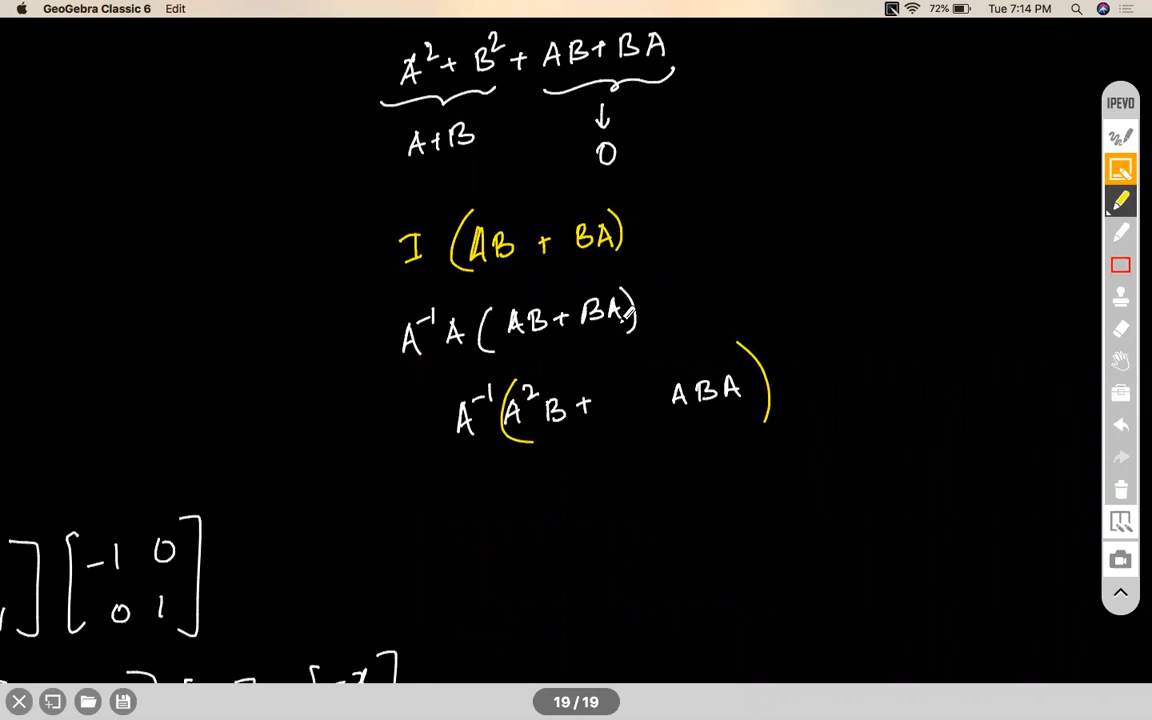 GeoGebra Classic 6 Edit 72% Tue 7:14 PM
A² + B² + AB + BA
A+B 0
I (AB + BA)
A⁻¹ A (AB + BA)
A⁻¹ (A² B + ABA)
-1 0
0 1
IPEVO
19 / 19